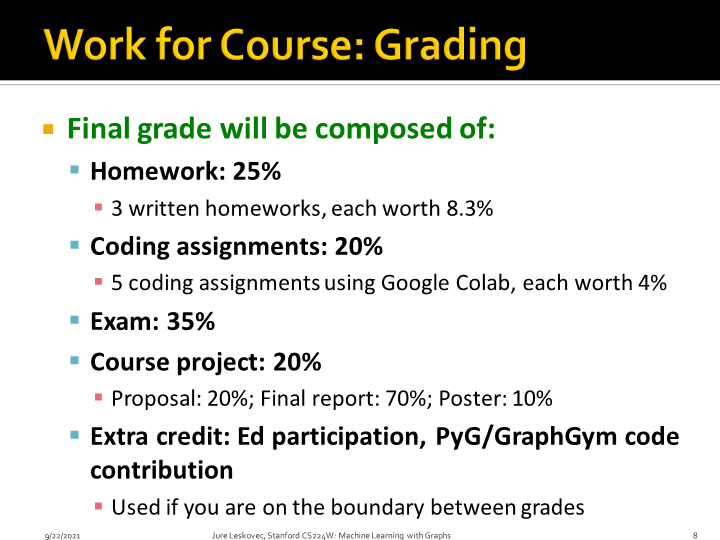 Work for Course: Grading
Final grade will be composed of:
Homework: 25%
3 written homeworks, each worth 8.3%
Coding assignments: 20%
5 coding assignments using Google Colab, each worth 4%
Exam: 35%
Course project: 20%
Proposal: 20%; Final report: 70%; Poster: 10%
Extra credit: Ed participation, PyG/GraphGym code
contribution
Used if you are on the boundary between grades
9/22/2021
Jure Leskovec, Stanford CS224W: Machine Learning with Graphs
8